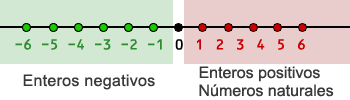 -6 -5 -4 -3 -2 -1 0 1 2 3 4 5 6
Enteros negativos
Enteros positivos
Números naturales